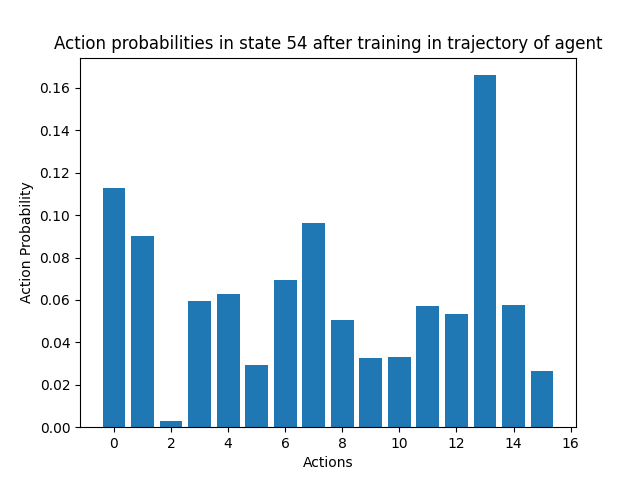 Action probabilities in state 54 after training in trajectory of agent
0.16
0.14
0.12
0.10
0.08
0.06
0.04
0.02
0.00
Action Probability
0 2 4 6 8 10 12 14 16
Actions